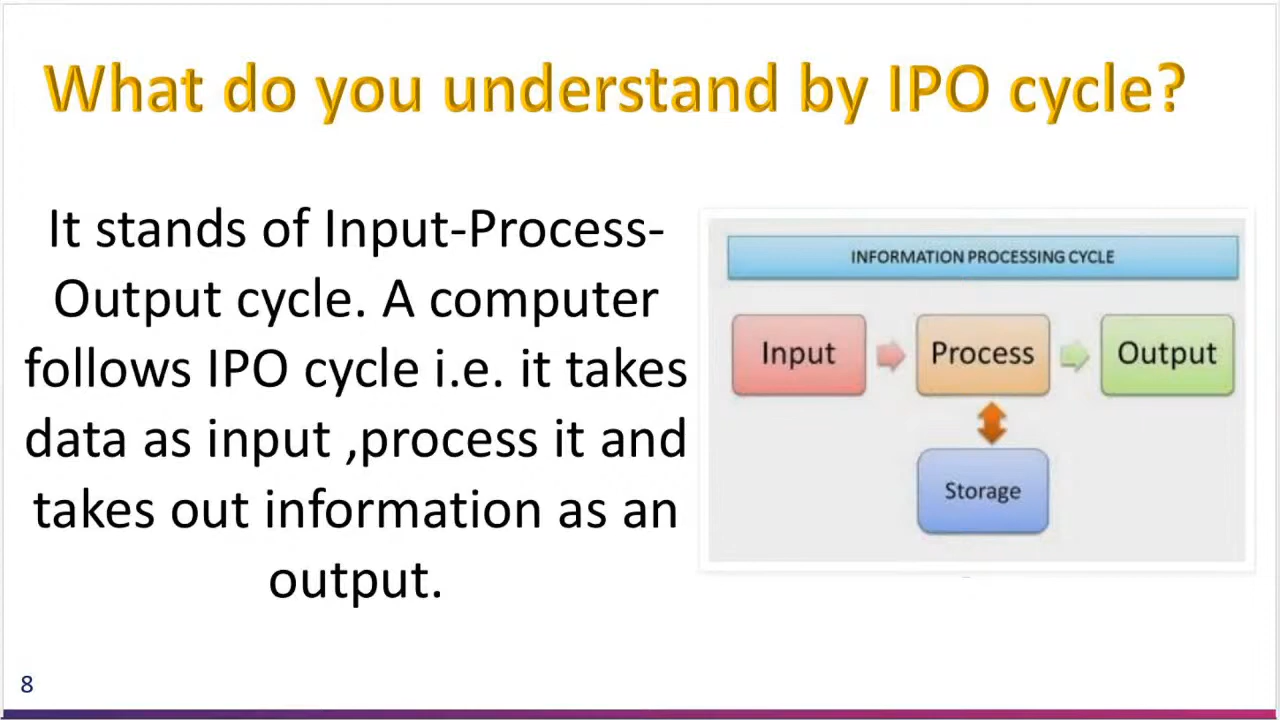 What do you understand by IPO cycle?
It stands of Input-Process-
Output cycle. A computer
follows IPO cycle i.e. it takes
data as input ,process it and
takes out information as an
output.
INFORMATION PROCESSING CYCLE
Input
Process
Output
Storage
8